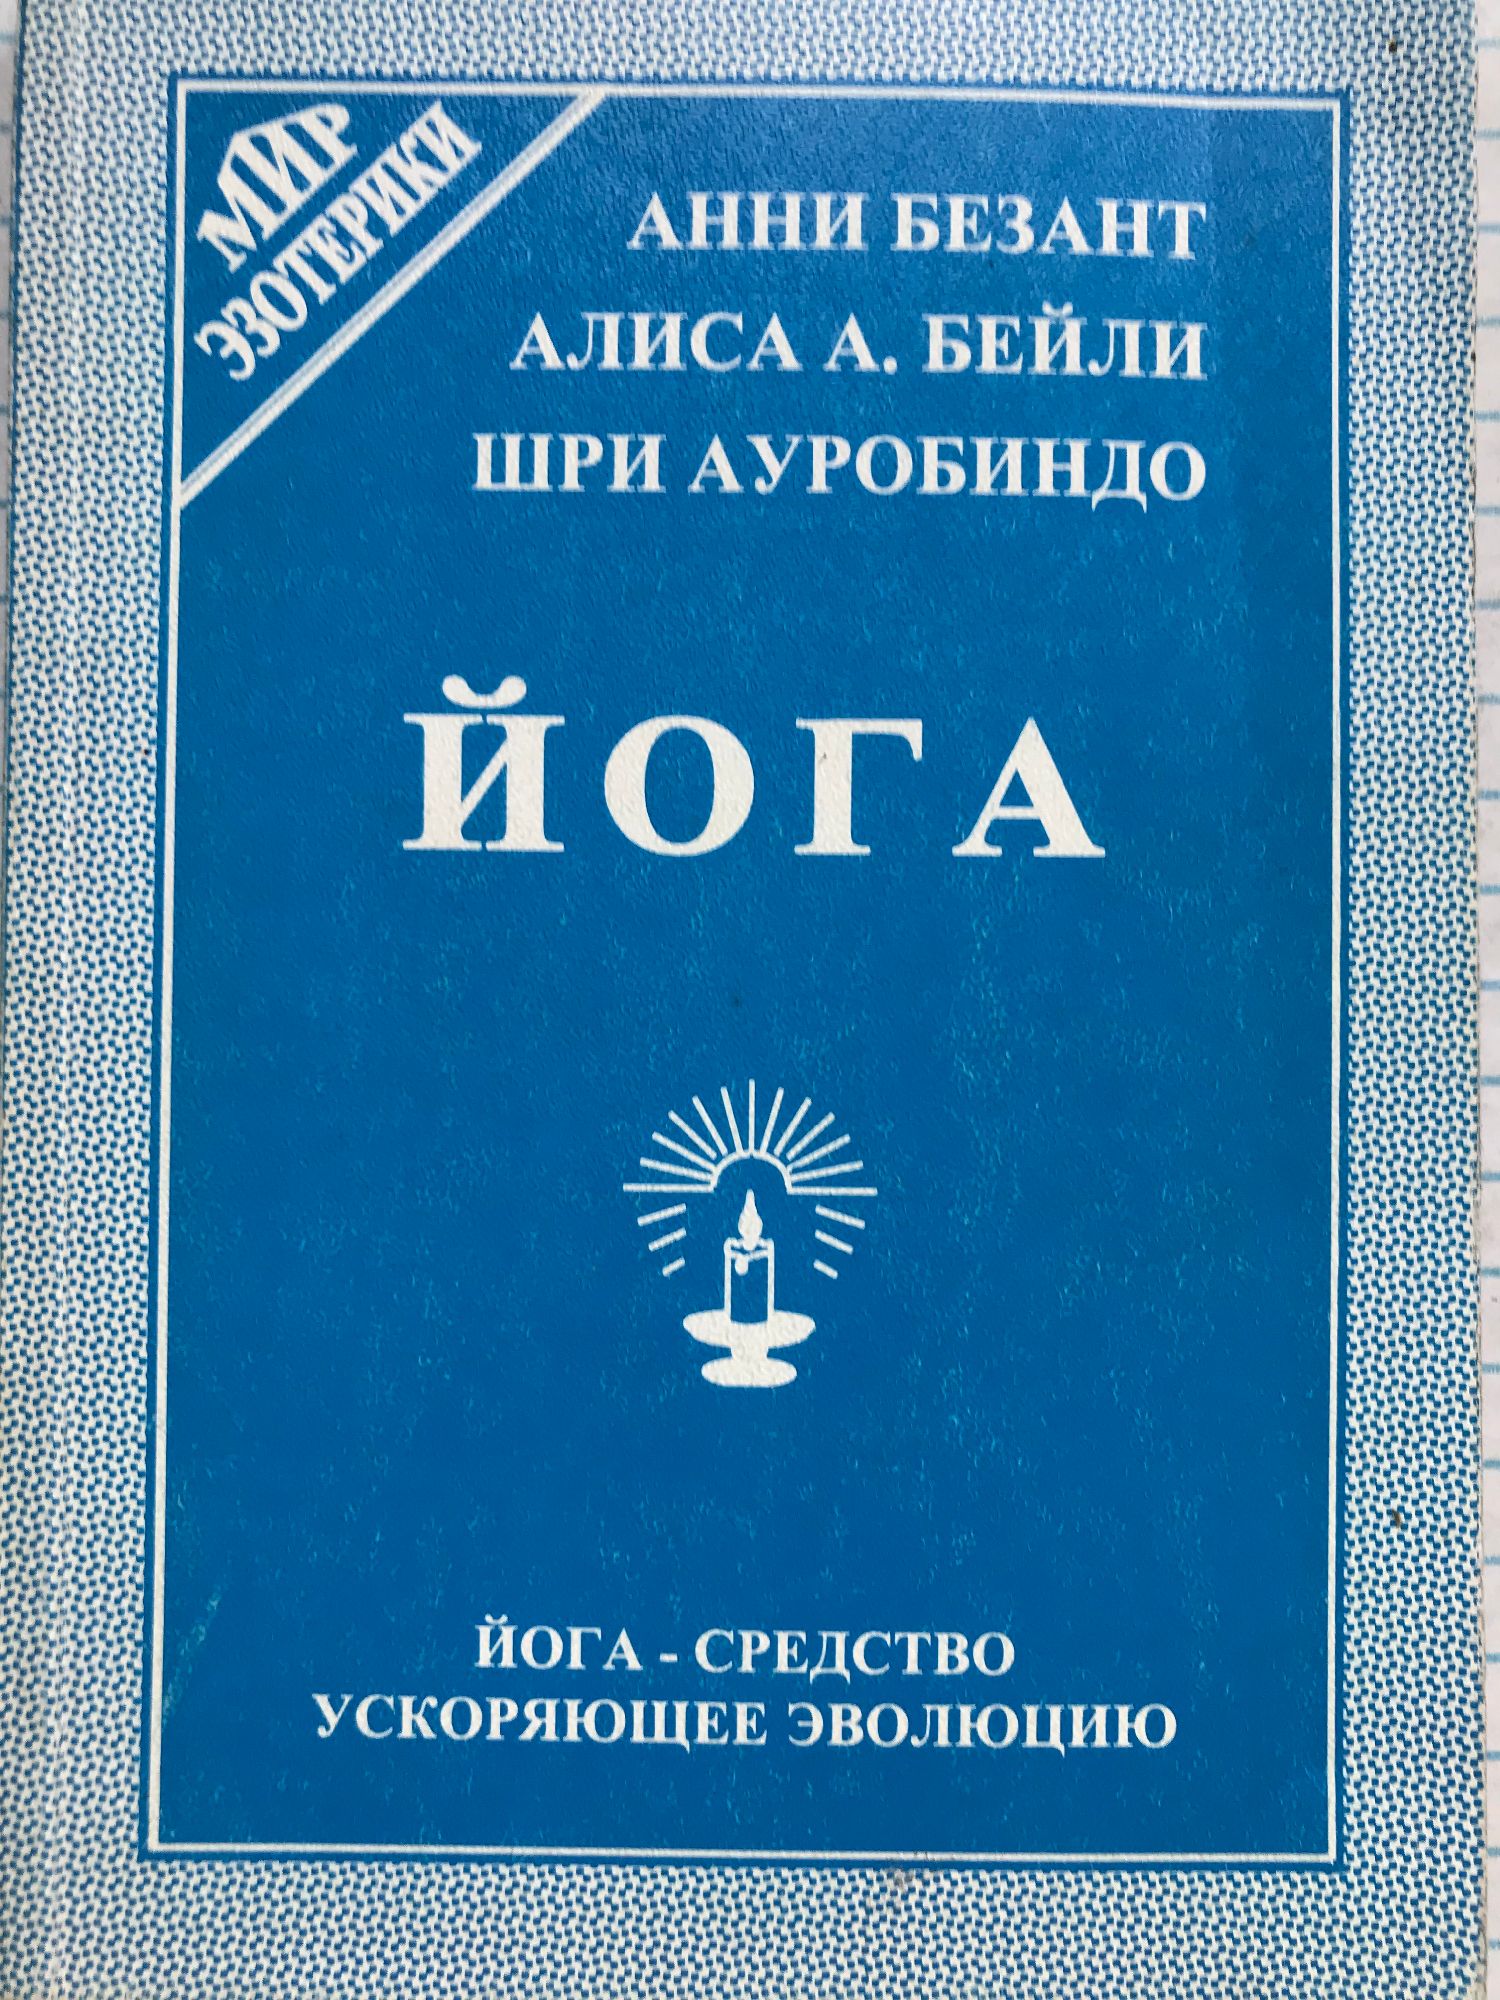 МИР
ЭЗОТЕРИКИ
АННИ БЕЗАНТ
АЛИСА А. БЕЙЛИ
ШРИ АУРОБИНДО
ЙОГА
ЙОГА - СРЕДСТВО
УСКОРЯЮЩЕЕ ЭВОЛЮЦИЮ